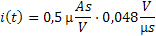 i(t) = 0,5 μ As/V · 0,048 V/μs